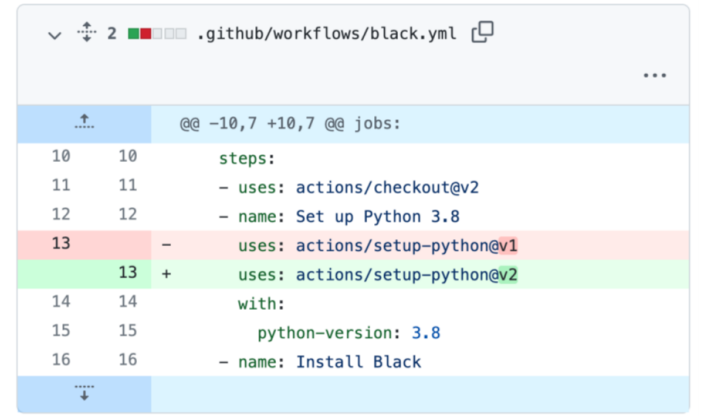 2 .github/workflows/black.yml
...
@@ -10,7 +10,7 @@ jobs:
10 10 steps:
11 11 - uses: actions/checkout@v2
12 12 - name: Set up Python 3.8
13 - uses: actions/setup-python@v1
13 + uses: actions/setup-python@v2
14 14 with:
15 15 python-version: 3.8
16 16 - name: Install Black